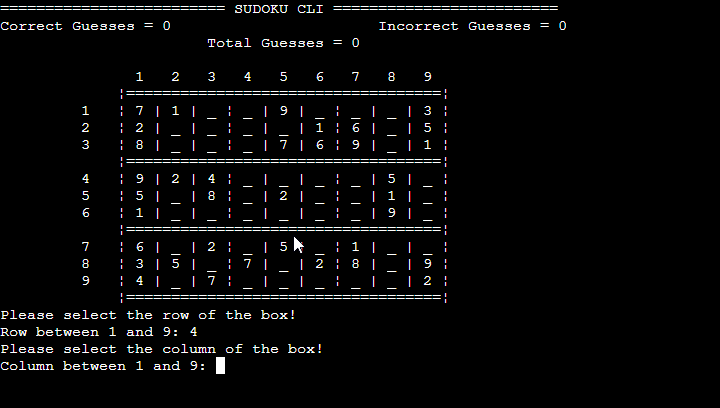 ========================= SUDOKU CLI =========================
Correct Guesses = 0                       Incorrect Guesses = 0
                       Total Guesses = 0
               1   2   3   4   5   6   7   8   9
             ¦===================================¦
         1   ¦ 7 | 1 | _ ¦ _ | 9 | _ ¦ _ | _ | 3 ¦
         2   ¦ 2 | _ | _ ¦ _ | _ | 1 ¦ 6 | _ | 5 ¦
         3   ¦ 8 | _ | _ ¦ _ | 7 | 6 ¦ 9 | _ | 1 ¦
             ¦===================================¦
         4   ¦ 9 | 2 | 4 ¦ _ | _ | _ ¦ _ | 5 | _ ¦
         5   ¦ 5 | _ | 8 ¦ _ | 2 | _ ¦ _ | 1 | _ ¦
         6   ¦ 1 | _ | _ ¦ _ | _ | _ ¦ _ | 9 | _ ¦
             ¦===================================¦
         7   ¦ 6 | _ | 2 ¦ _ | 5 | _ ¦ 1 | _ | _ ¦
         8   ¦ 3 | 5 | _ ¦ 7 | _ | 2 ¦ 8 | _ | 9 ¦
         9   ¦ 4 | _ | 7 ¦ _ | _ | _ ¦ _ | _ | 2 ¦
             ¦===================================¦
Please select the row of the box!
Row between 1 and 9: 4
Please select the column of the box!
Column between 1 and 9: